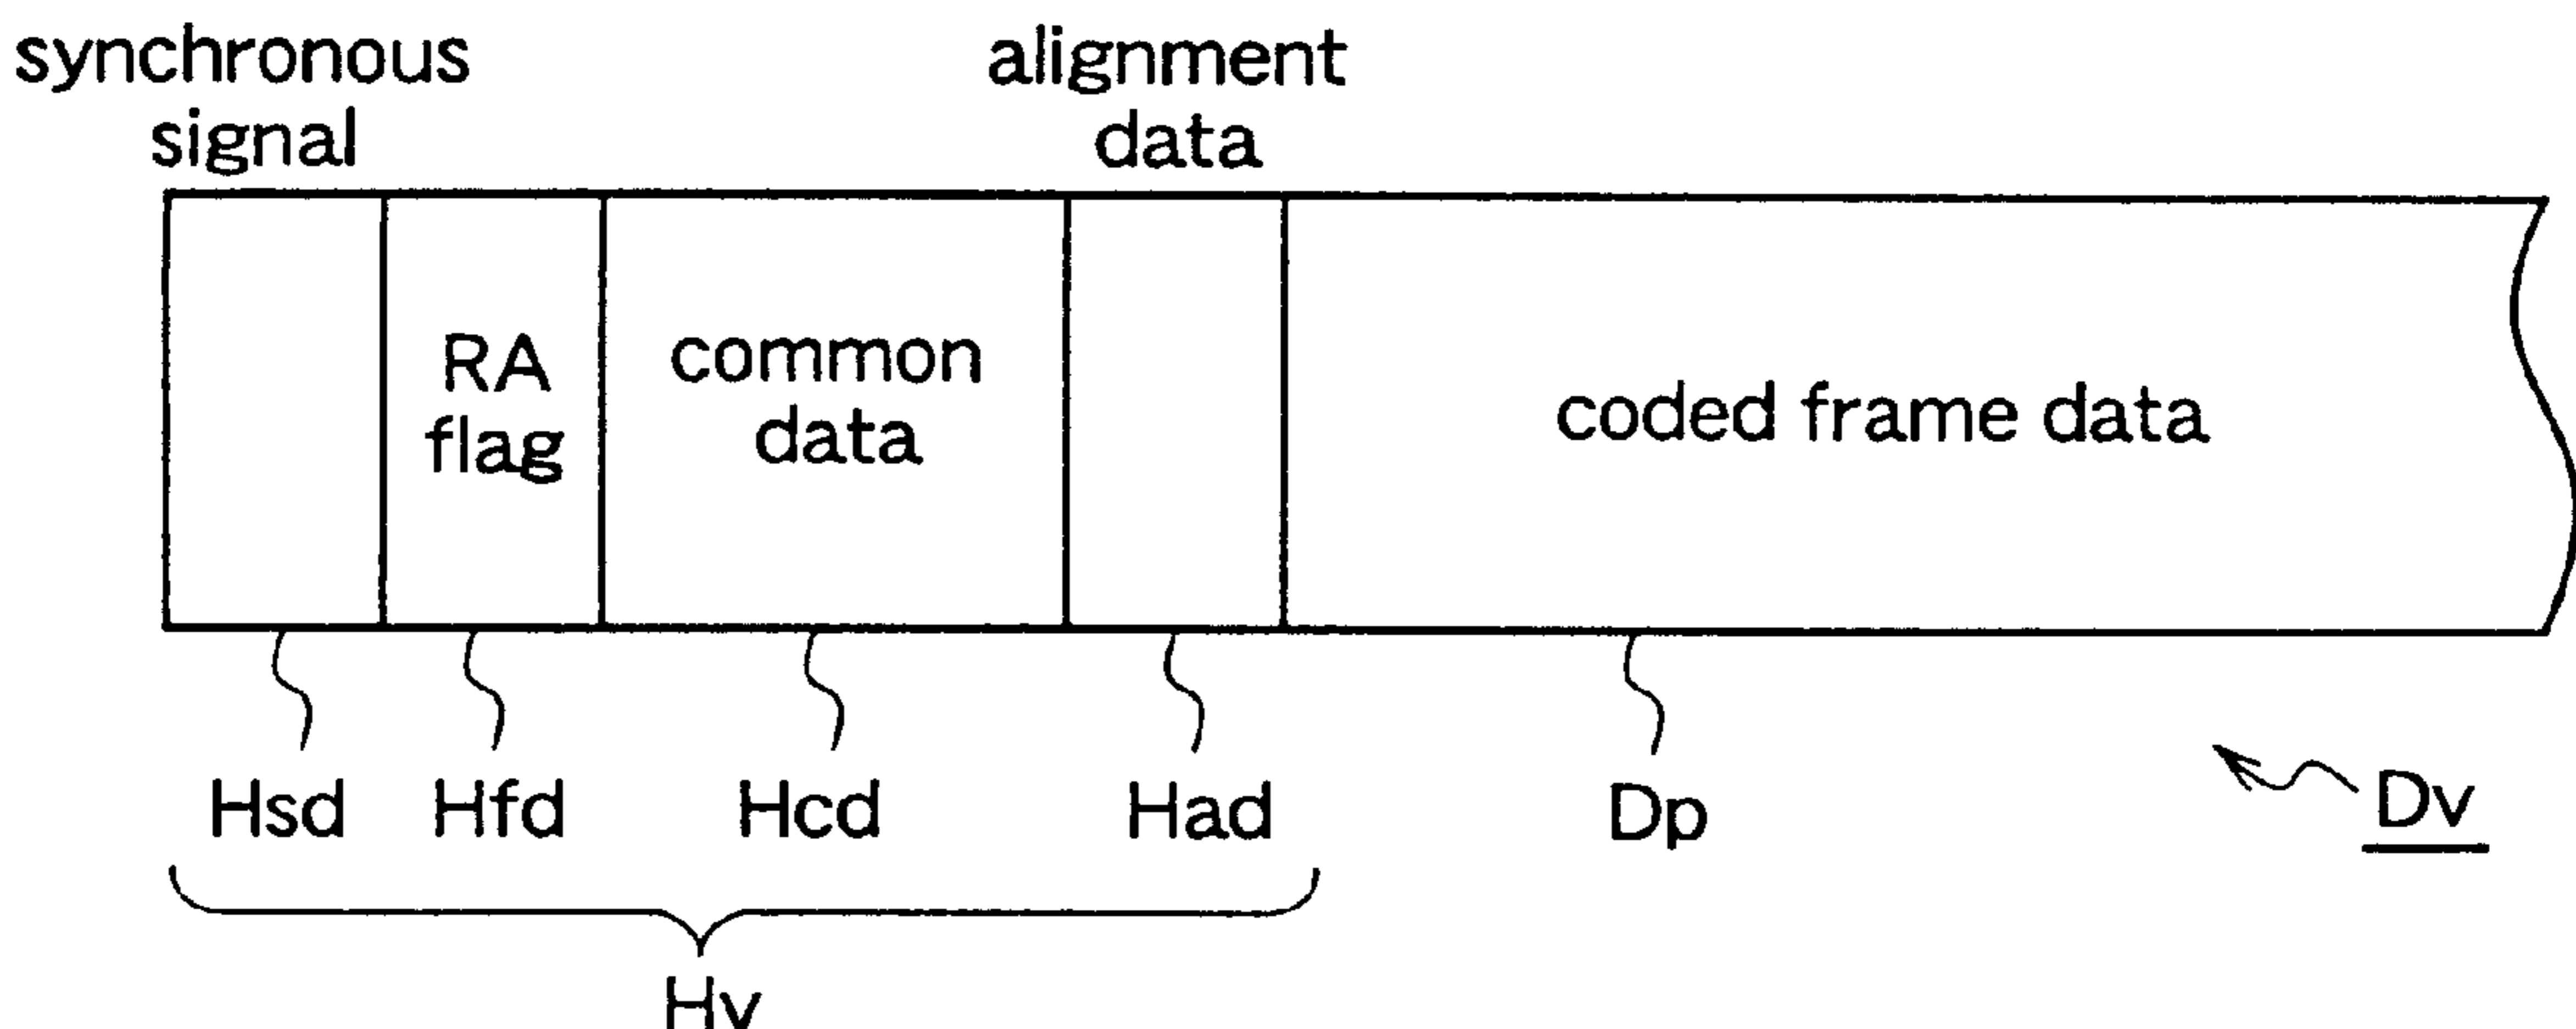 synchronous
signal
alignment
data
RA
flag
common
data
coded frame data
Hsd
Hfd
Hcd
Had
Dp
Dv
Hv